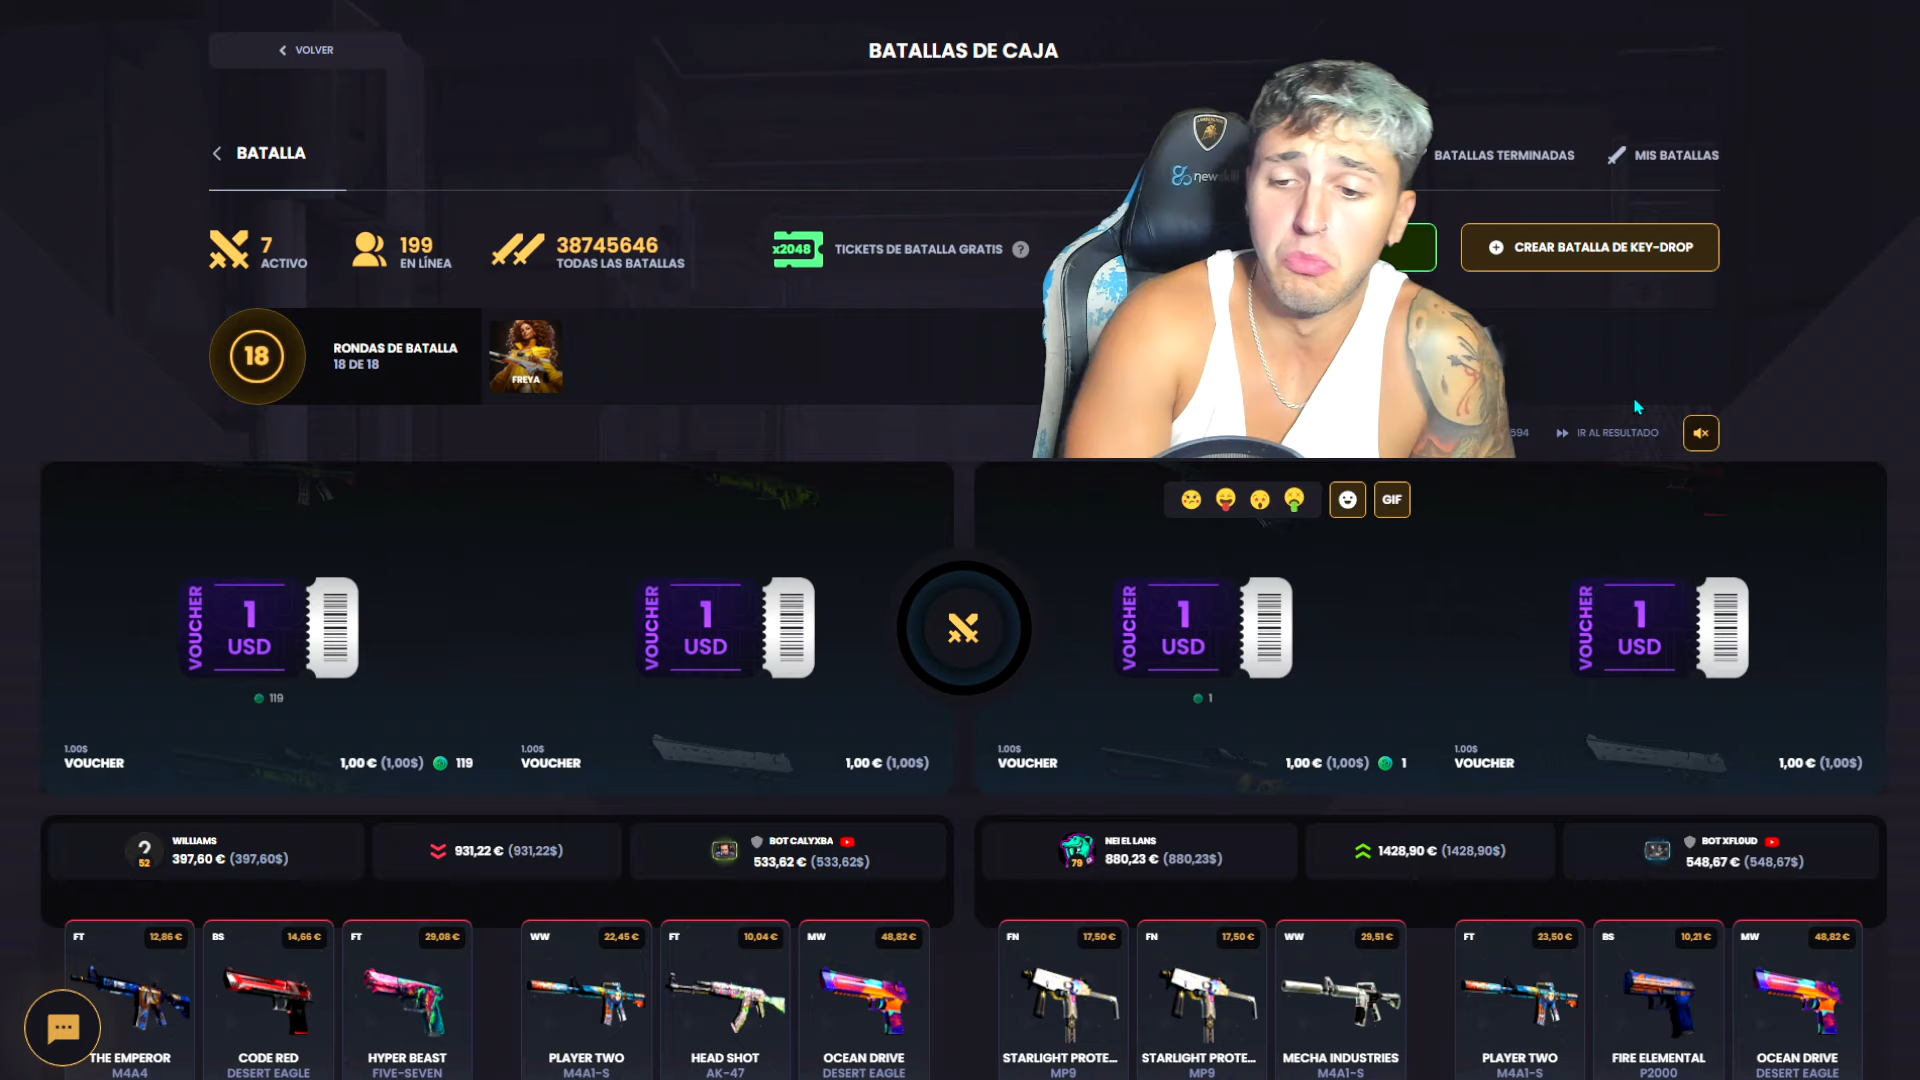 VOLVER
BATALLAS DE CAJA
BATALLA
BATALLAS TERMINADAS
MIS BATALLAS
7
ACTIVO
199
EN LÍNEA
38745646
TODAS LAS BATALLAS
x2048
TICKETS DE BATALLA GRATIS
?
CREAR BATALLA DE KEY-DROP
newskill
18
RONDAS DE BATALLA
18 DE 18
FREYA
594
IR AL RESULTADO
GIF
VOUCHER
1
USD
119
VOUCHER
1
USD
VOUCHER
1
USD
1
VOUCHER
1
USD
1.00$
VOUCHER
1,00 € (1,00$)
119
1.00$
VOUCHER
1,00 € (1,00$)
1.00$
VOUCHER
1,00 € (1,00$)
1
1.00$
VOUCHER
1,00 € (1,00$)
?
52
WILLIAMS
397,60 € (397,60$)
931,22 € (931,22$)
BOT CALYXBA
533,62 € (533,62$)
79
NEI EL LANS
880,23 € (880,23$)
1428,90 € (1428,90$)
BOT XFL0UD
548,67 € (548,67$)
FT
12,86 €
THE EMPEROR
M4A4
BS
14,66 €
CODE RED
DESERT EAGLE
FT
29,08 €
HYPER BEAST
FIVE-SEVEN
WW
22,45 €
PLAYER TWO
M4A1-S
FT
10,04 €
HEAD SHOT
AK-47
MW
48,82 €
OCEAN DRIVE
DESERT EAGLE
FN
17,50 €
STARLIGHT PROTE...
MP9
FN
17,50 €
STARLIGHT PROTE...
MP9
WW
29,51 €
MECHA INDUSTRIES
M4A1-S
FT
23,50 €
PLAYER TWO
M4A1-S
BS
10,21 €
FIRE ELEMENTAL
P2000
MW
48,82 €
OCEAN DRIVE
DESERT EAGLE